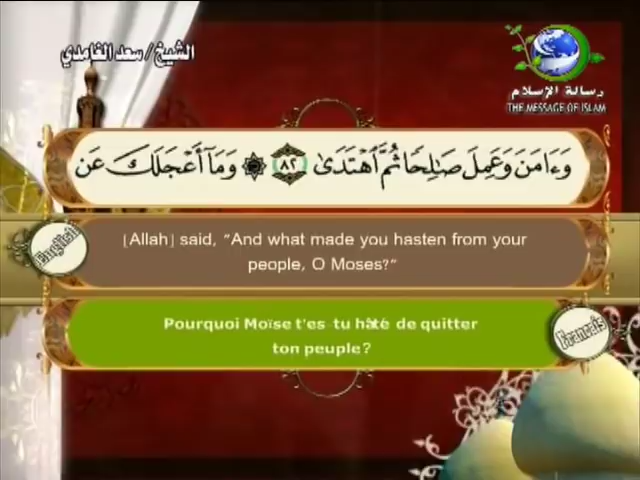 الشيخ/ سعد الغامدي
رسالة الإسلام
THE MESSAGE OF ISLAM
وَءَامَنَ وَعَمِلَ صَٰلِحًا ثُمَّ ٱهْتَدَىٰ ٨٢ ۞ وَمَآ أَعْجَلَكَ عَن
English
[Allah] said, “And what made you hasten from your
people, O Moses?”
Pourquoi Moïse t'es tu hâté de quitter
ton peuple?
Francais